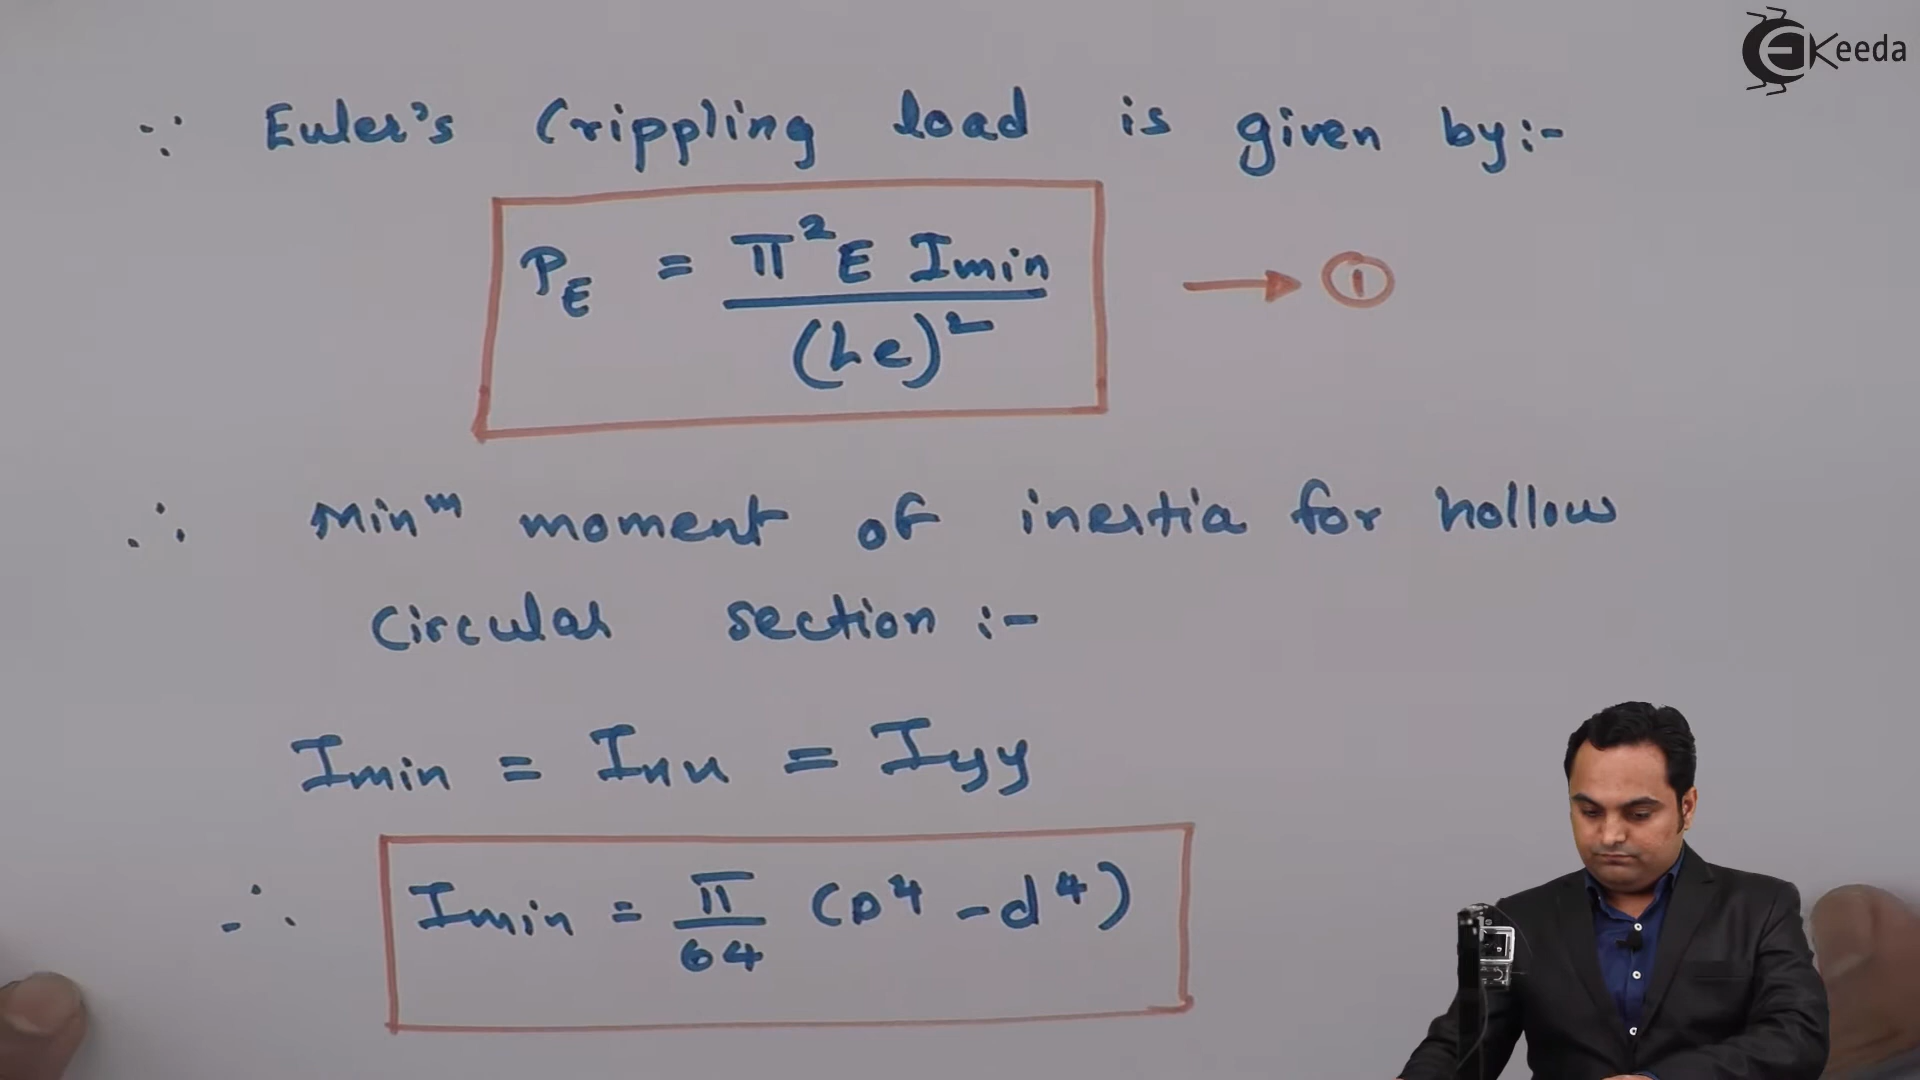 EKeeda
∵ Euler's Crippling load is given by:-
P_E = π²E Imin / (Le)² → ①
∴ Minᵐ moment of inertia for hollow
Circular section :-
Imin = Ixx = Iyy
∴ Imin = π/64 (D⁴ - d⁴)